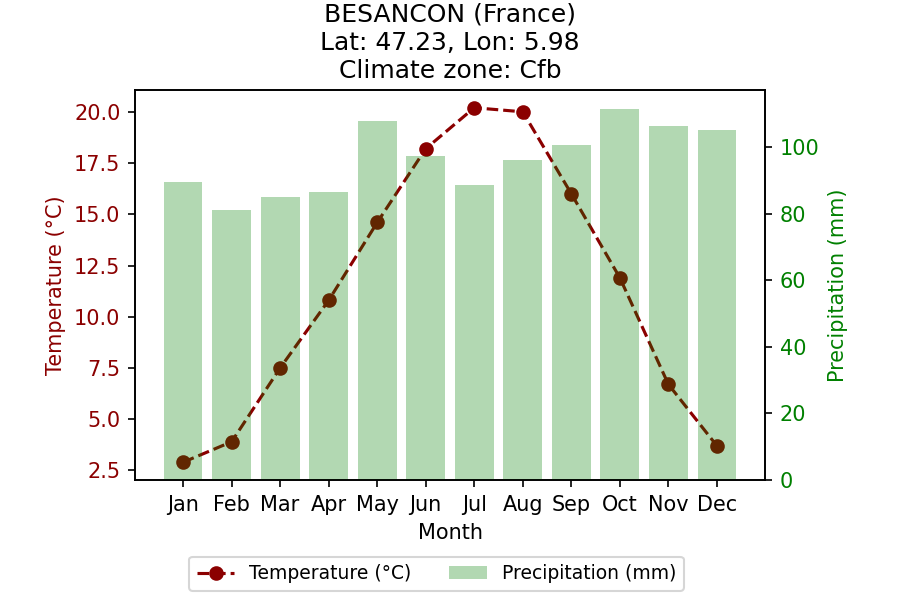 BESANCON (France)
Lat: 47.23, Lon: 5.98
Climate zone: Cfb
Temperature (°C)
20.0
17.5
15.0
12.5
10.0
7.5
5.0
2.5
Precipitation (mm)
100
80
60
40
20
0
Jan Feb Mar Apr May Jun Jul Aug Sep Oct Nov Dec
Month
Temperature (°C) Precipitation (mm)